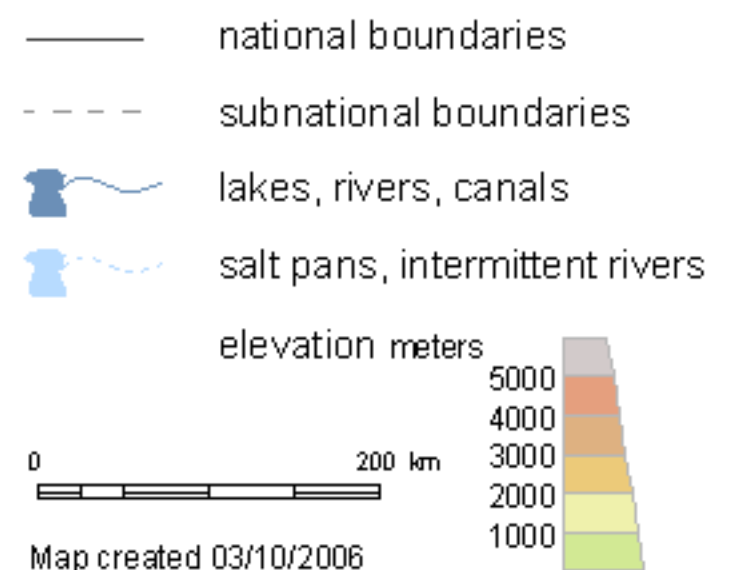 national boundaries
subnational boundaries
lakes, rivers, canals
salt pans, intermittent rivers
elevation meters
5000
4000
3000
2000
1000
0 200 km
Map created 03/10/2006